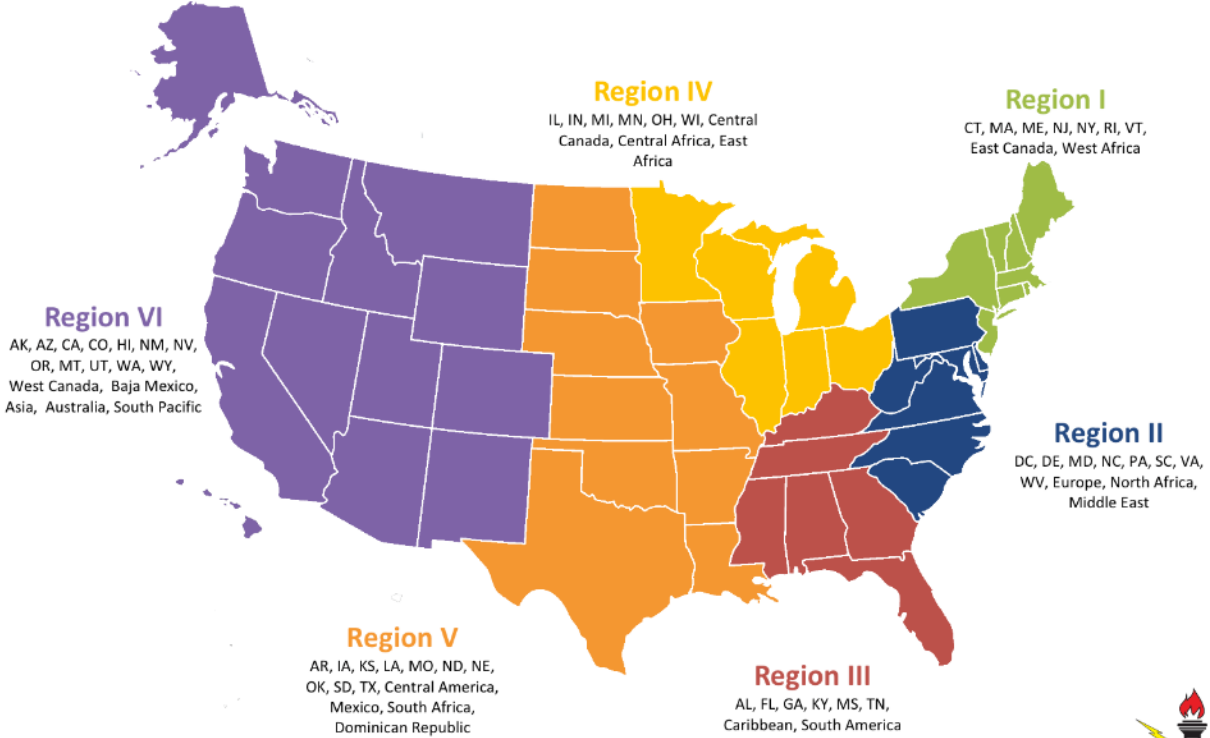 Region IV
IL, IN, MI, MN, OH, WI, Central
Canada, Central Africa, East
Africa
Region I
CT, MA, ME, NJ, NY, RI, VT,
East Canada, West Africa
Region VI
AK, AZ, CA, CO, HI, NM, NV,
OR, MT, UT, WA, WY,
West Canada, Baja Mexico,
Asia, Australia, South Pacific
Region II
DC, DE, MD, NC, PA, SC, VA,
WV, Europe, North Africa,
Middle East
Region V
AR, IA, KS, LA, MO, ND, NE,
OK, SD, TX, Central America,
Mexico, South Africa,
Dominican Republic
Region III
AL, FL, GA, KY, MS, TN,
Caribbean, South America